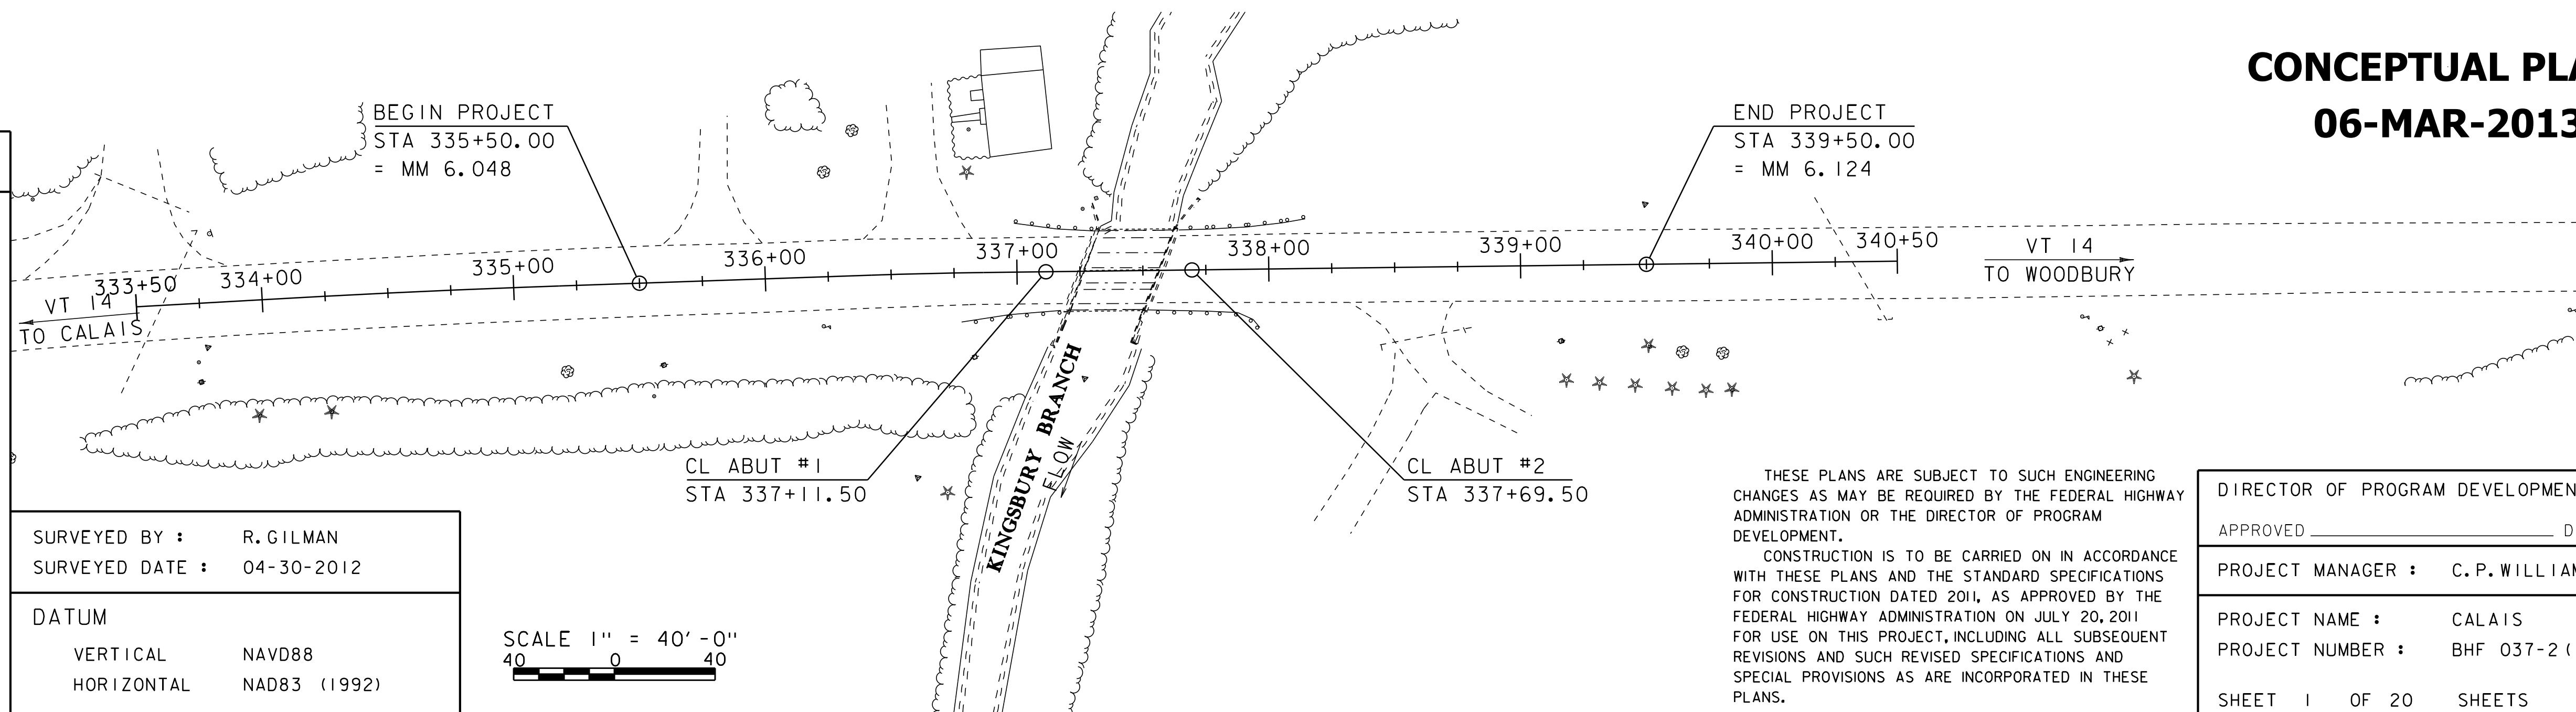 CONCEPTUAL PLA
06-MAR-2013
BEGIN PROJECT
STA 335+50.00
= MM 6.048
END PROJECT
STA 339+50.00
= MM 6.124
333+50
334+00
335+00
336+00
337+00
338+00
339+00
340+00
340+50
VT 14
TO CALAIS
VT 14
TO WOODBURY
KINGSBURY BRANCH
FLOW
CL ABUT #1
STA 337+11.50
CL ABUT #2
STA 337+69.50
SURVEYED BY : R.GILMAN
SURVEYED DATE : 04-30-2012
DATUM
VERTICAL NAVD88
HORIZONTAL NAD83 (1992)
SCALE 1" = 40'-0"
40 0 40
THESE PLANS ARE SUBJECT TO SUCH ENGINEERING
CHANGES AS MAY BE REQUIRED BY THE FEDERAL HIGHWAY
ADMINISTRATION OR THE DIRECTOR OF PROGRAM
DEVELOPMENT.
CONSTRUCTION IS TO BE CARRIED ON IN ACCORDANCE
WITH THESE PLANS AND THE STANDARD SPECIFICATIONS
FOR CONSTRUCTION DATED 2011, AS APPROVED BY THE
FEDERAL HIGHWAY ADMINISTRATION ON JULY 20, 2011
FOR USE ON THIS PROJECT, INCLUDING ALL SUBSEQUENT
REVISIONS AND SUCH REVISED SPECIFICATIONS AND
SPECIAL PROVISIONS AS ARE INCORPORATED IN THESE
PLANS.
DIRECTOR OF PROGRAM DEVELOPMEN
APPROVED D
PROJECT MANAGER : C.P.WILLIAM
PROJECT NAME : CALAIS
PROJECT NUMBER : BHF 037-2(
SHEET 1 OF 20 SHEETS